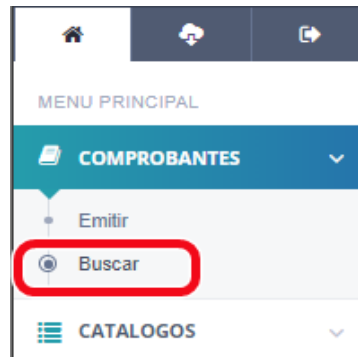 MENU PRINCIPAL
COMPROBANTES
Emitir
Buscar
CATALOGOS